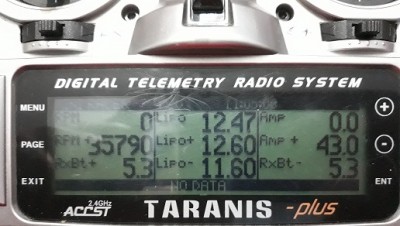 DIGITAL TELEMETRY RADIO SYSTEM
MENU
RPM 0 Lipo 12.47 Amp 0.0
PAGE
RPM+ 35790 Lipo+ 12.60 Amp+ 43.0
RxBt+ 5.3 Lipo- 11.60 RxBt- 5.3
EXIT
ENT
NO DATA
2.4GHz
ACCST TARANIS -plus